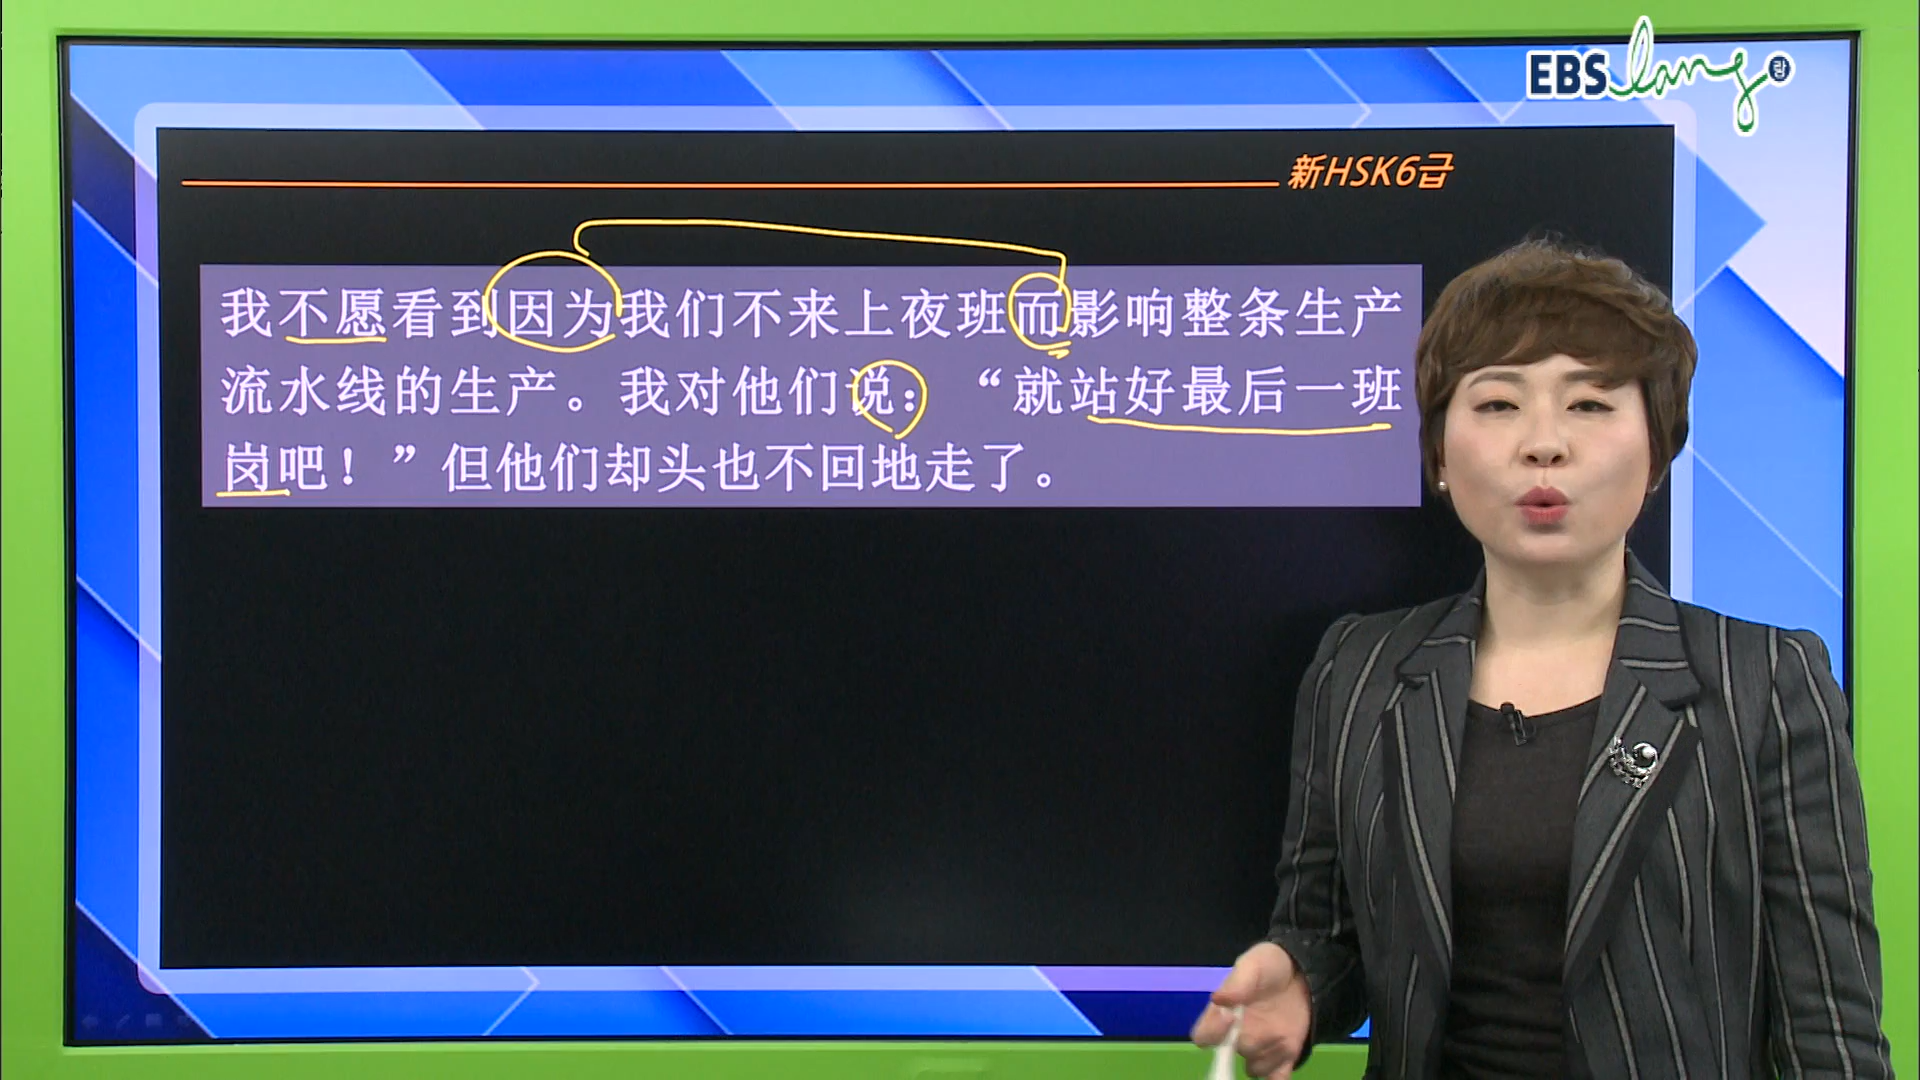 EBS lang 랑
新HSK6급
我不愿看到因为我们不来上夜班而影响整条生产
流水线的生产。我对他们说：“就站好最后一班
岗吧！”但他们却头也不回地走了。